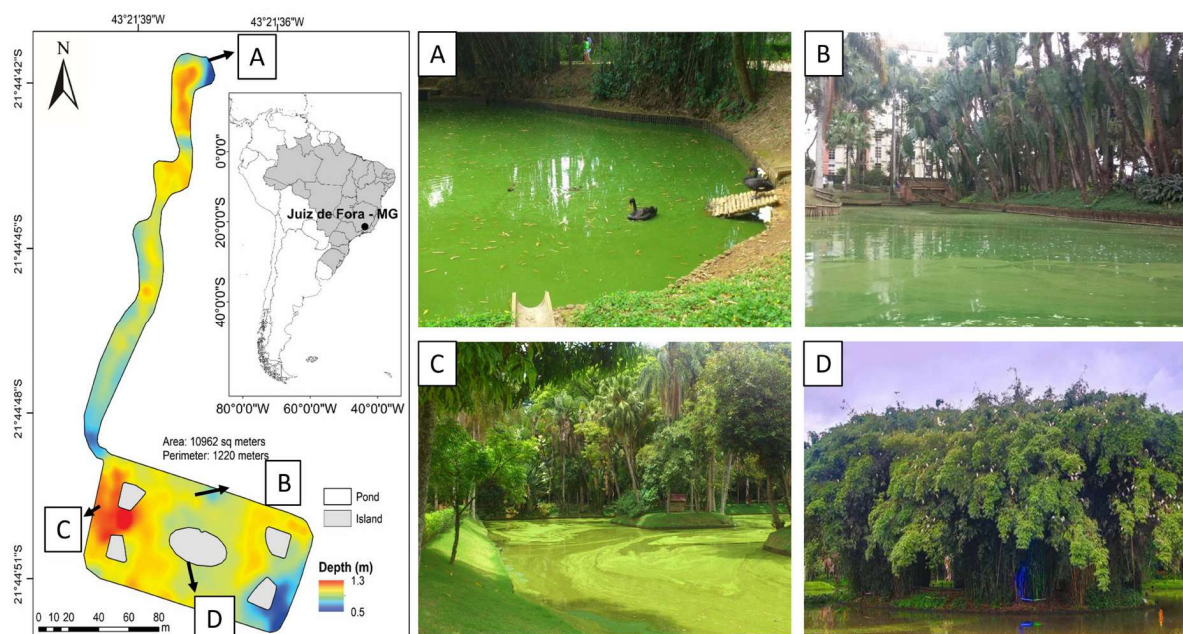 43°21'39"W
43°21'36"W
N
A
21°44'42"S
21°44'45"S
21°44'48"S
21°44'51"S
0°0'0"
20°0'0"S
40°0'0"S
Juiz de Fora - MG
80°0'0"W
60°0'0"W
40°0'0"W
Area: 10962 sq meters
Perimeter: 1220 meters
B
Pond
Island
C
Depth (m)
1.3
0.5
D
0 10 20
40
60
80
m
A
B
C
D